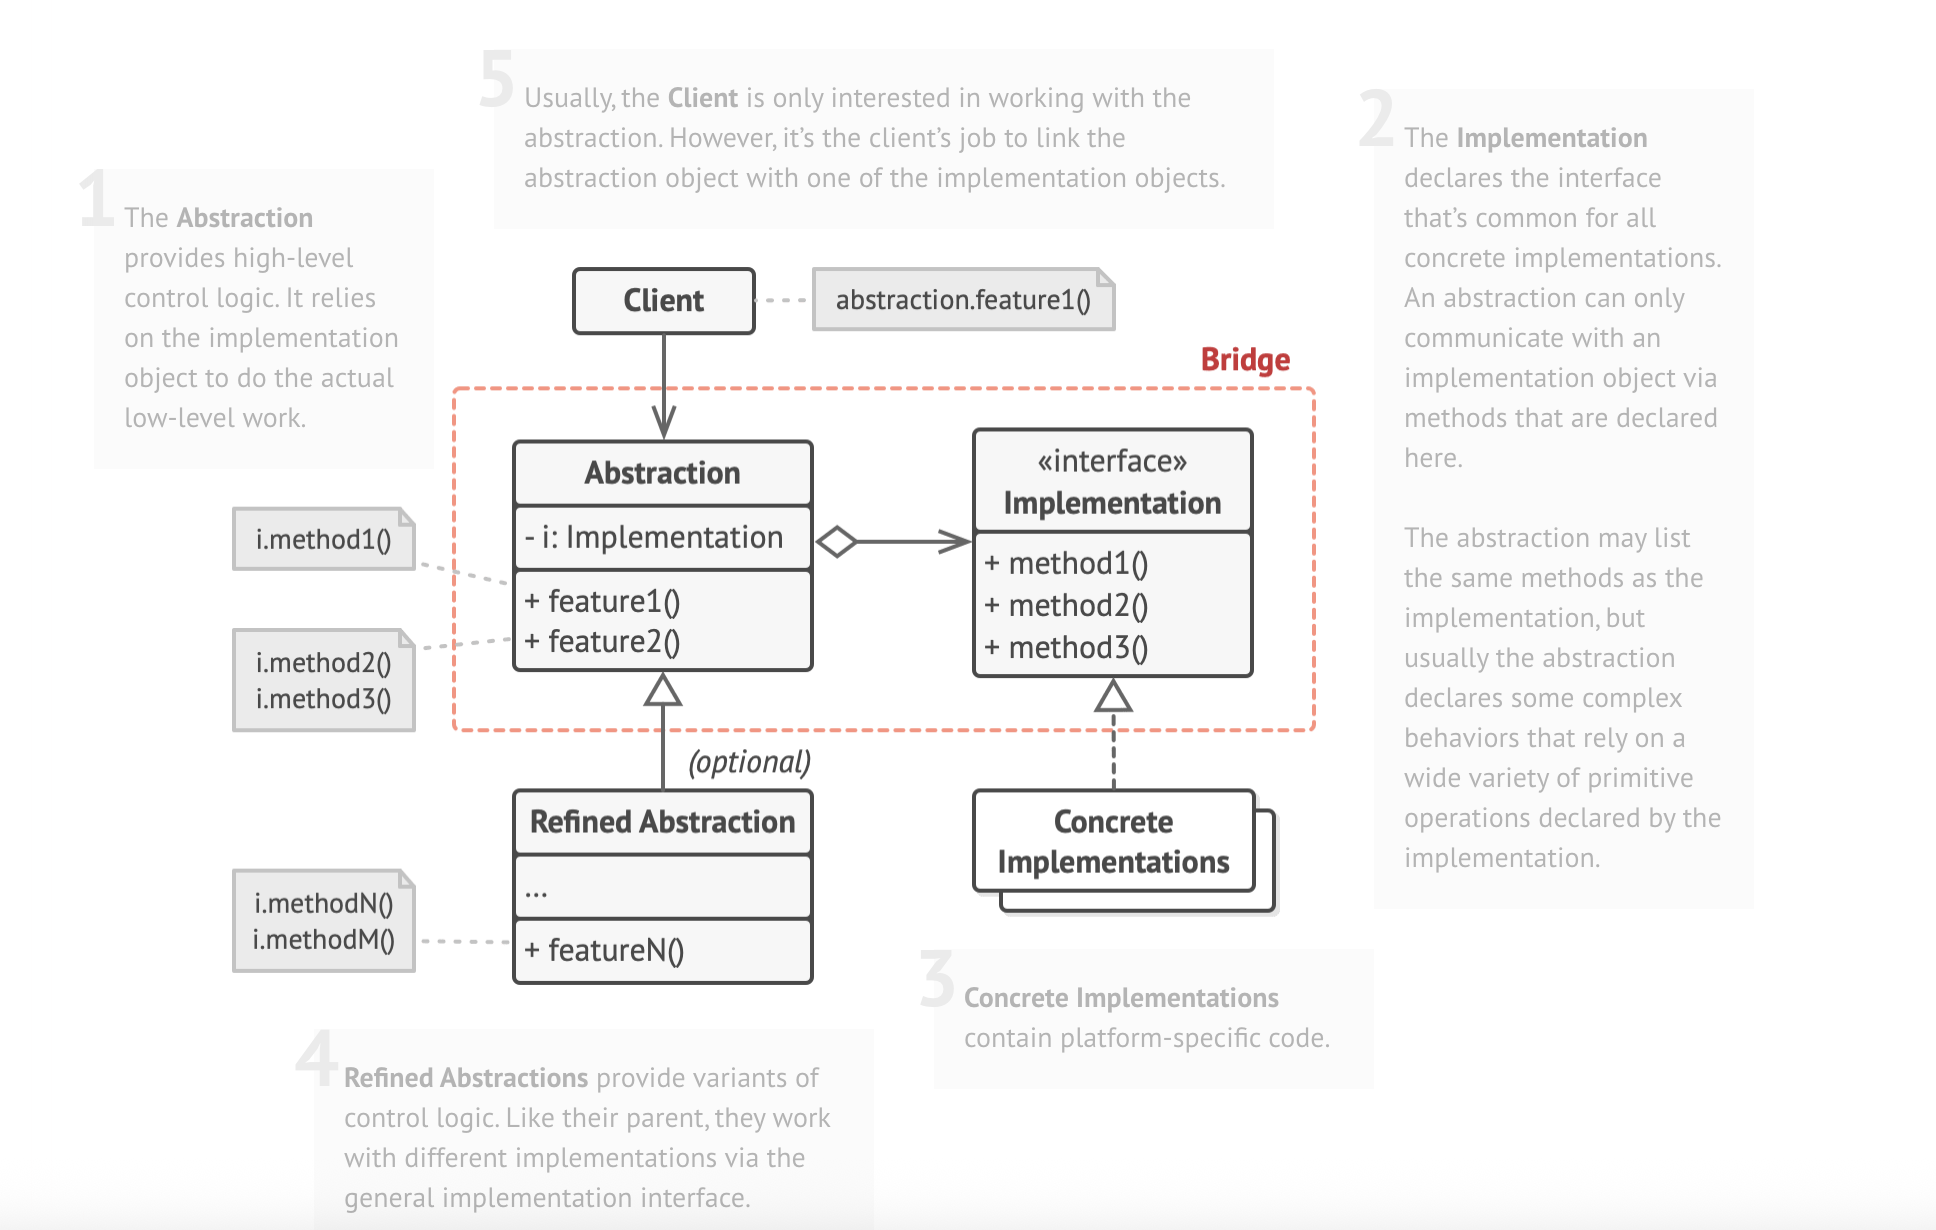 5
Usually, the Client is only interested in working with the
abstraction. However, it’s the client’s job to link the
abstraction object with one of the implementation objects.
2
The Implementation
declares the interface
that’s common for all
concrete implementations.
An abstraction can only
communicate with an
implementation object via
methods that are declared
here.
The abstraction may list
the same methods as the
implementation, but
usually the abstraction
declares some complex
behaviors that rely on a
wide variety of primitive
operations declared by the
implementation.
1
The Abstraction
provides high-level
control logic. It relies
on the implementation
object to do the actual
low-level work.
Client
abstraction.feature1()
Bridge
Abstraction
- i: Implementation
+ feature1()
+ feature2()
«interface»
Implementation
+ method1()
+ method2()
+ method3()
i.method1()
i.method2()
i.method3()
(optional)
Refined Abstraction
...
+ featureN()
Concrete
Implementations
i.methodN()
i.methodM()
3
Concrete Implementations
contain platform-specific code.
4
Refined Abstractions provide variants of
control logic. Like their parent, they work
with different implementations via the
general implementation interface.